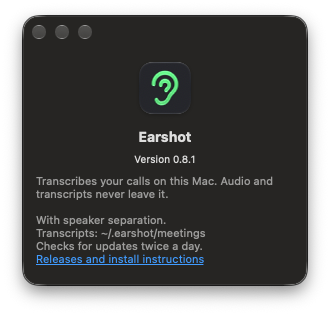 Earshot
Version 0.8.1
Transcribes your calls on this Mac. Audio and
transcripts never leave it.
With speaker separation.
Transcripts: ~/.earshot/meetings
Checks for updates twice a day.
Releases and install instructions